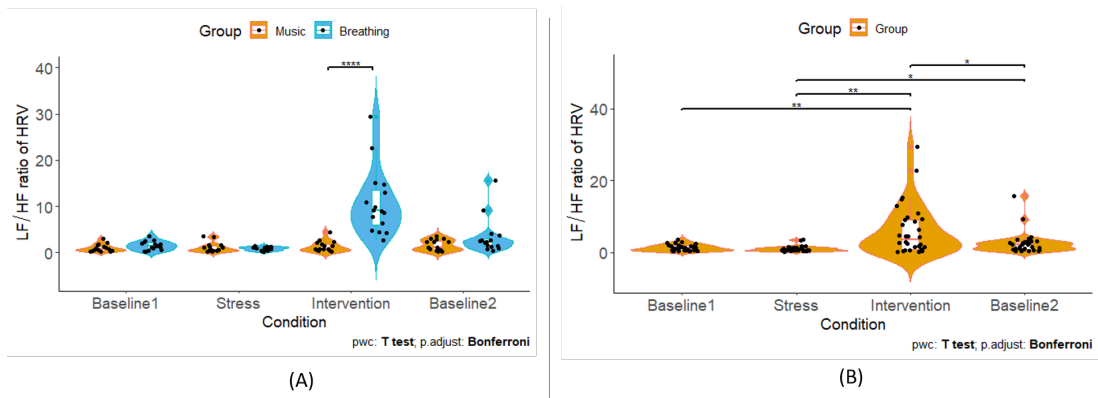 Group Music Breathing
LF/ HF ratio of HRV
40
30
20
10
0
****
Baseline1 Stress Intervention Baseline2
Condition
pwc: T test; p.adjust: Bonferroni
(A)
Group Group
LF/ HF ratio of HRV
40
20
0
*
*
**
**
Baseline1 Stress Intervention Baseline2
Condition
pwc: T test; p.adjust: Bonferroni
(B)